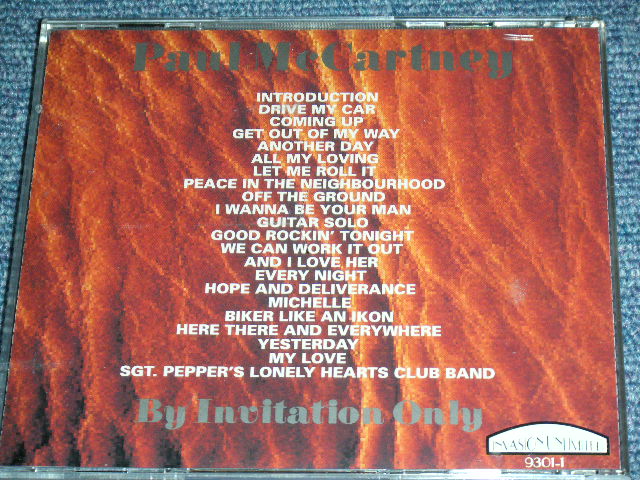 Paul McCartney
INTRODUCTION
DRIVE MY CAR
COMING UP
GET OUT OF MY WAY
ANOTHER DAY
ALL MY LOVING
LET ME ROLL IT
PEACE IN THE NEIGHBOURHOOD
OFF THE GROUND
I WANNA BE YOUR MAN
GUITAR SOLO
GOOD ROCKIN' TONIGHT
WE CAN WORK IT OUT
AND I LOVE HER
EVERY NIGHT
HOPE AND DELIVERANCE
MICHELLE
BIKER LIKE AN IKON
HERE THERE AND EVERYWHERE
YESTERDAY
MY LOVE
SGT. PEPPER'S LONELY HEARTS CLUB BAND
By Invitation Only
INVASION UNLIMITED
9301-1